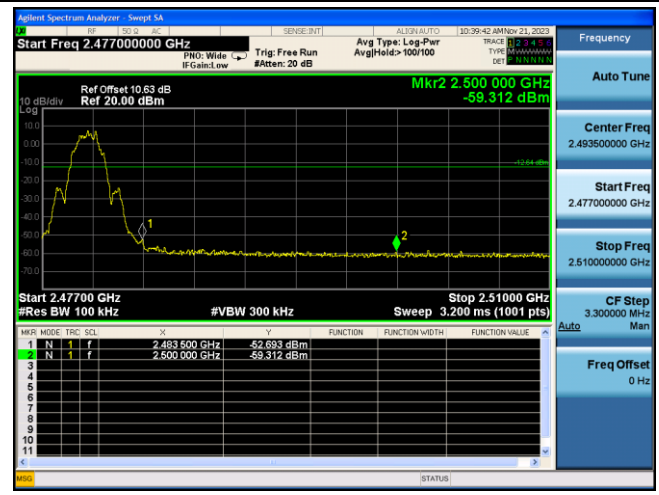 Agilent Spectrum Analyzer - Swept SA
RF 50 Ω AC SENSE:INT ALIGN AUTO 10:39:42 AM Nov 21, 2023
Start Freq 2.477000000 GHz
PNO: Wide
IFGain:Low
Trig: Free Run
#Atten: 20 dB
Avg Type: Log-Pwr
Avg|Hold:>100/100
TRACE 1 2 3 4 5 6
TYPE M
DET P N N N N N
Ref Offset 10.63 dB
10 dB/div Ref 20.00 dBm
Log
Mkr2 2.500 000 GHz
-59.312 dBm
10.0
0.00
-10.0
-20.0
-30.0
-40.0
-50.0
-60.0
-70.0
-12.64 dBm
1
2
Start 2.47700 GHz Stop 2.51000 GHz
#Res BW 100 kHz #VBW 300 kHz Sweep 3.200 ms (1001 pts)
MKR MODE TRC SCL X Y FUNCTION FUNCTION WIDTH FUNCTION VALUE
1 N 1 f 2.483 500 GHz -52.693 dBm
2 N 1 f 2.500 000 GHz -59.312 dBm
3
4
5
6
7
8
9
10
11
MSG STATUS
Frequency
Auto Tune
Center Freq
2.493500000 GHz
Start Freq
2.477000000 GHz
Stop Freq
2.510000000 GHz
CF Step
3.300000 MHz
Auto Man
Freq Offset
0 Hz